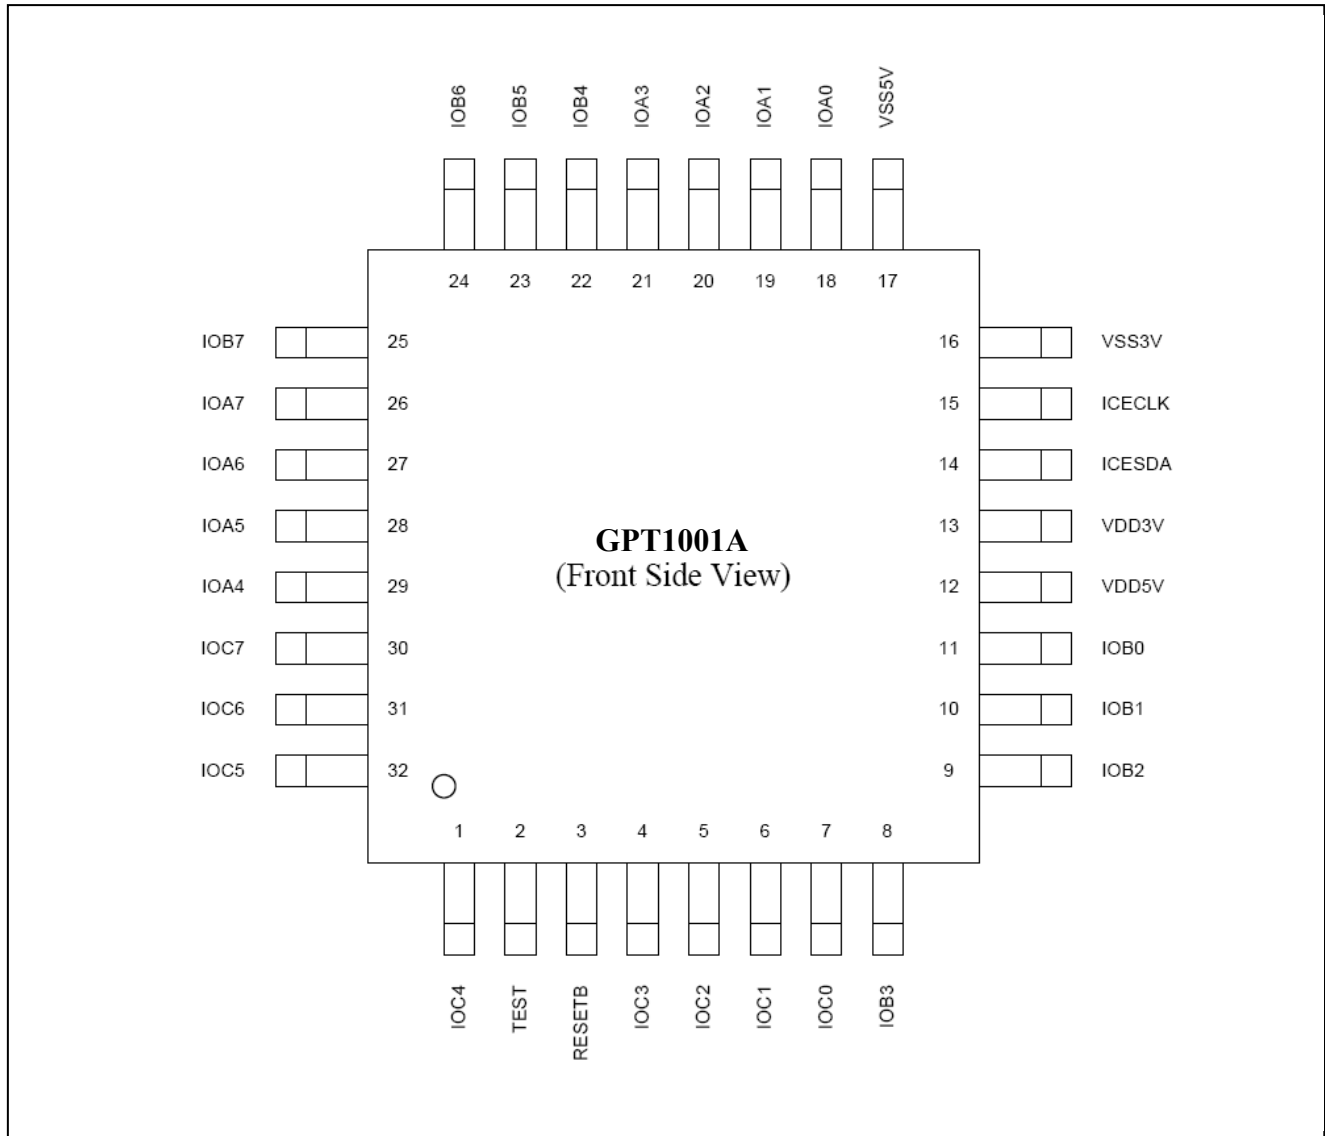 IOB6 IOB5 IOB4 IOA3 IOA2 IOA1 IOA0 VSS5V
24 23 22 21 20 19 18 17
IOB7 25 16 VSS3V
IOA7 26 15 ICECLK
IOA6 27 14 ICESDA
IOA5 28 13 VDD3V
GPT1001A
(Front Side View)
IOA4 29 12 VDD5V
IOC7 30 11 IOB0
IOC6 31 10 IOB1
IOC5 32 9 IOB2
1 2 3 4 5 6 7 8
IOC4 TEST RESETB IOC3 IOC2 IOC1 IOC0 IOB3